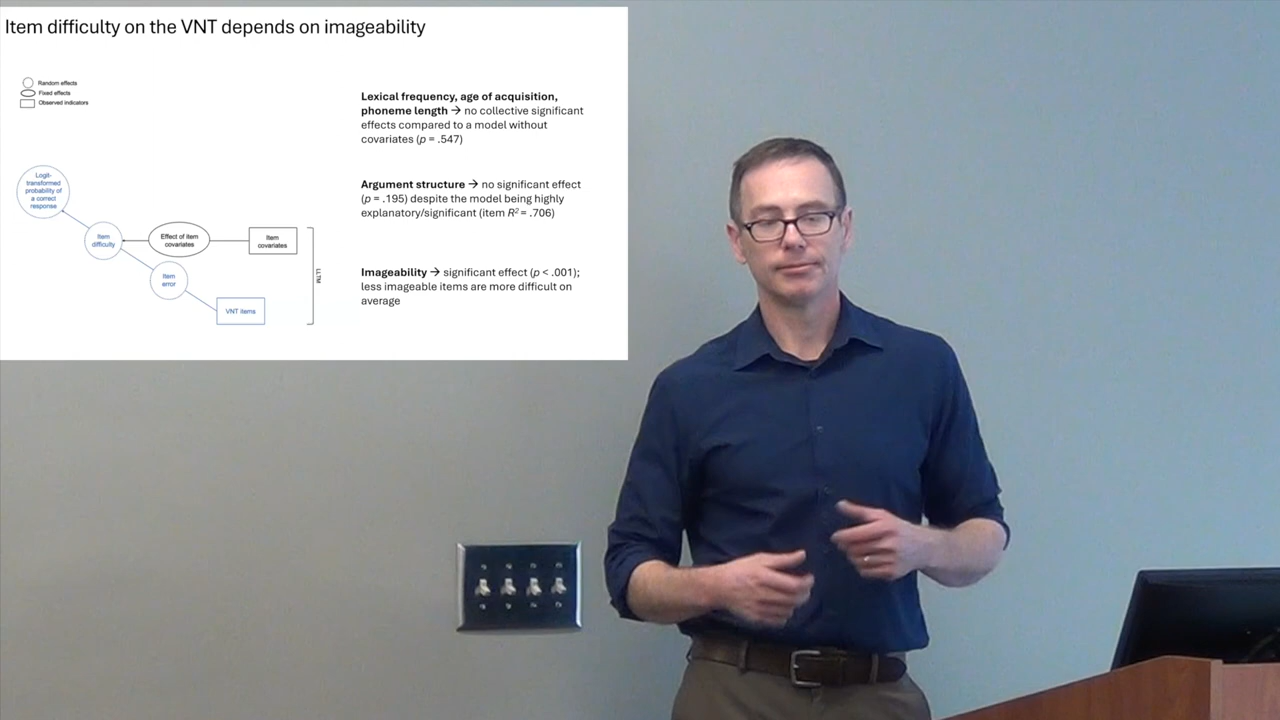 Item difficulty on the VNT depends on imageability
Random effects
Fixed effects
Observed indicators
Lexical frequency, age of acquisition,
phoneme length → no collective significant
effects compared to a model without
covariates (p = .547)
Logit-
transformed
probability of
a correct
response
Argument structure → no significant effect
(p = .195) despite the model being highly
explanatory/significant (item R² = .706)
Item
difficulty
Effect of item
covariates
Item
covariates
Item
error
VNT items
LLTM
Imageability → significant effect (p < .001);
less imageable items are more difficult on
average